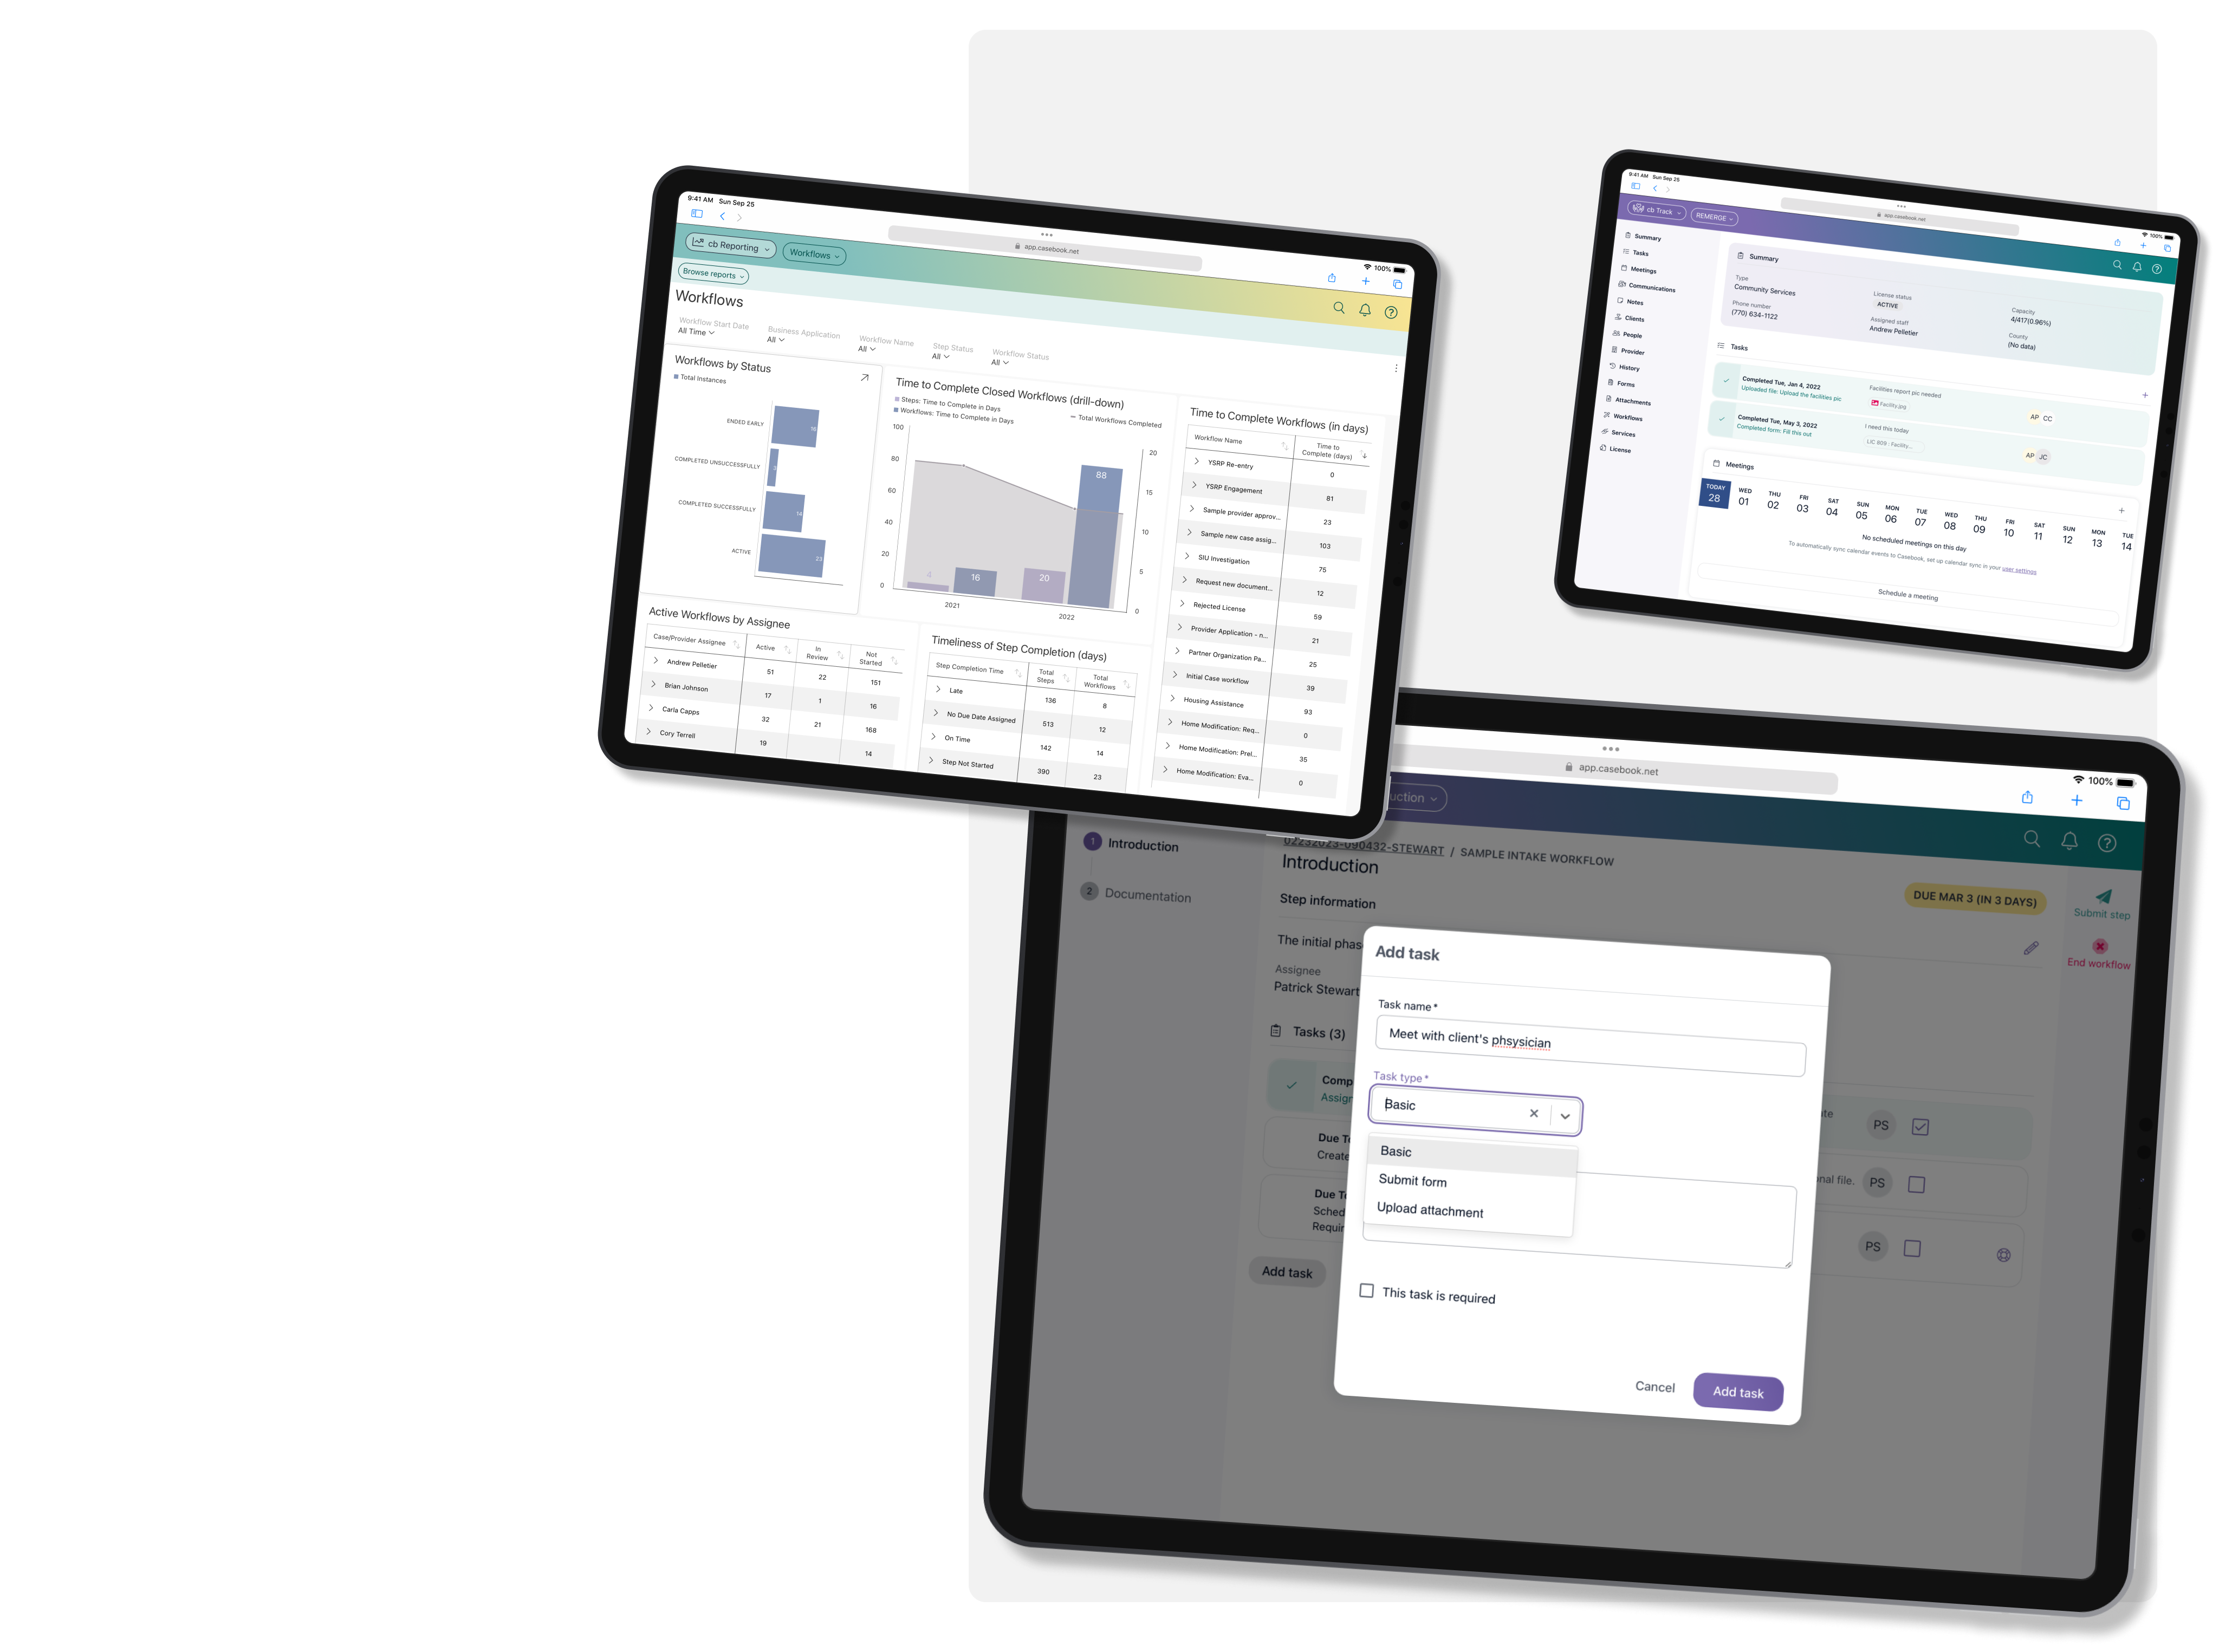 9:41 AM Sun Sep 25
app.casebook.net
100%
cb Reporting
Workflows
Browse reports
Workflows
Workflow Start Date
All Time
Business Application
All
Workflow Name
All
Step Status
All
Workflow Status
All
Workflows by Status
Total Instances
ENDED EARLY
16
COMPLETED UNSUCCESSFULLY
3
COMPLETED SUCCESSFULLY
14
ACTIVE
23
Time to Complete Closed Workflows (drill-down)
Steps: Time to Complete in Days
Workflows: Time to Complete in Days
Total Workflows Completed
100
80
60
40
20
0
4
16
20
88
20
15
10
5
0
2021
2022
Time to Complete Workflows (in days)
Workflow Name Time to Complete (days)
YSRP Re-entry 0
YSRP Engagement 81
Sample provider approv... 23
Sample new case assig... 103
SIU Investigation 75
Request new document... 12
Rejected License 59
Provider Application - n... 21
Partner Organization Pa... 25
Initial Case workflow 39
Housing Assistance 93
Home Modification: Req... 0
Home Modification: Prel... 35
Home Modification: Eva... 0
Active Workflows by Assignee
Case/Provider Assignee Active In Review Not Started
Andrew Pelletier 51 22 151
Brian Johnson 17 1 16
Carla Capps 32 21 168
Cory Terrell 19 14
Timeliness of Step Completion (days)
Step Completion Time Total Steps Total Workflows
Late 136 8
No Due Date Assigned 513 12
On Time 142 14
Step Not Started 390 23
9:41 AM Sun Sep 25
app.casebook.net
100%
cb Track
REMERGE
Summary
Tasks
Meetings
Communications
Notes
Clients
People
Provider
History
Forms
Attachments
Workflows
Services
License
Summary
Type
Community Services
Phone number
(770) 634-1122
License status
ACTIVE
Assigned staff
Andrew Pelletier
Capacity
4/417(0.96%)
County
(No data)
Tasks
Completed Tue, Jan 4, 2022
Uploaded file: Upload the facilities pic
Facilities report pic needed
Facility.jpg
AP CC
Completed Tue, May 3, 2022
Completed form: Fill this out
I need this today
LIC 809 - Facility...
AP JC
Meetings
TODAY 28
WED 01
THU 02
FRI 03
SAT 04
SUN 05
MON 06
TUE 07
WED 08
THU 09
FRI 10
SAT 11
SUN 12
MON 13
TUE 14
No scheduled meetings on this day
To automatically sync calendar events to Casebook, set up calendar sync in your user settings
Schedule a meeting
app.casebook.net
100%
uction
1 Introduction
2 Documentation
02232023-090432-STEWART / SAMPLE INTAKE WORKFLOW
Introduction
DUE MAR 3 (IN 3 DAYS)
Submit step
End workflow
Step information
The initial phas
Assignee
Patrick Stewart
Tasks (3)
Comp
Assign
PS
Due T
Create
nal file.
PS
Due T
Sched
Requir
PS
Add task
Add task
Task name *
Meet with client's phsysician
Task type *
Basic
Basic
Submit form
Upload attachment
This task is required
Cancel
Add task